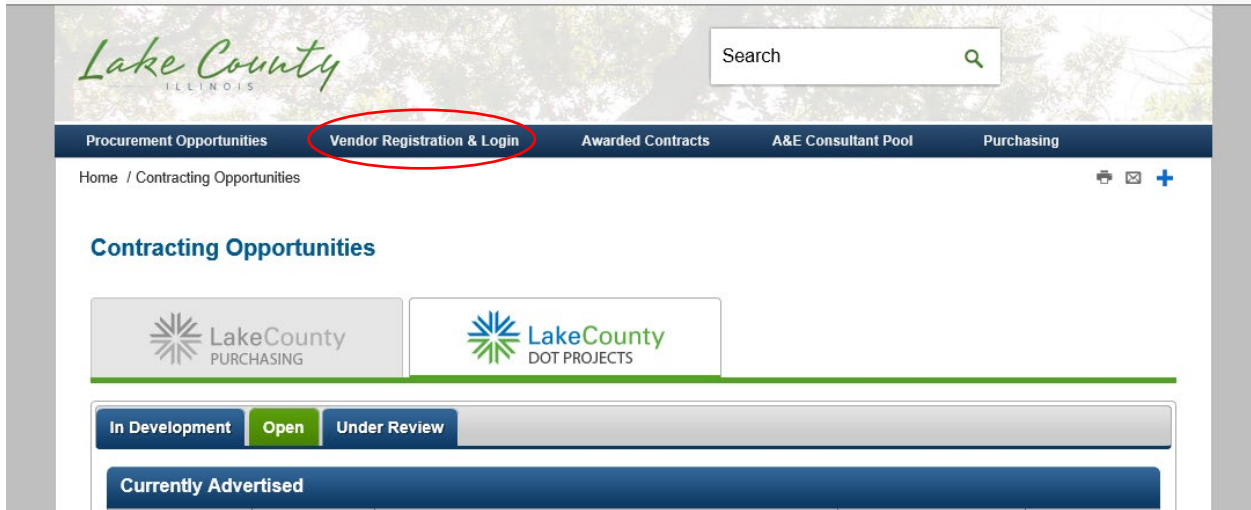 Lake County
ILLINOIS
Search
Procurement Opportunities Vendor Registration & Login Awarded Contracts A&E Consultant Pool Purchasing
Home / Contracting Opportunities
Contracting Opportunities
LakeCounty
PURCHASING
LakeCounty
DOT PROJECTS
In Development Open Under Review
Currently Advertised